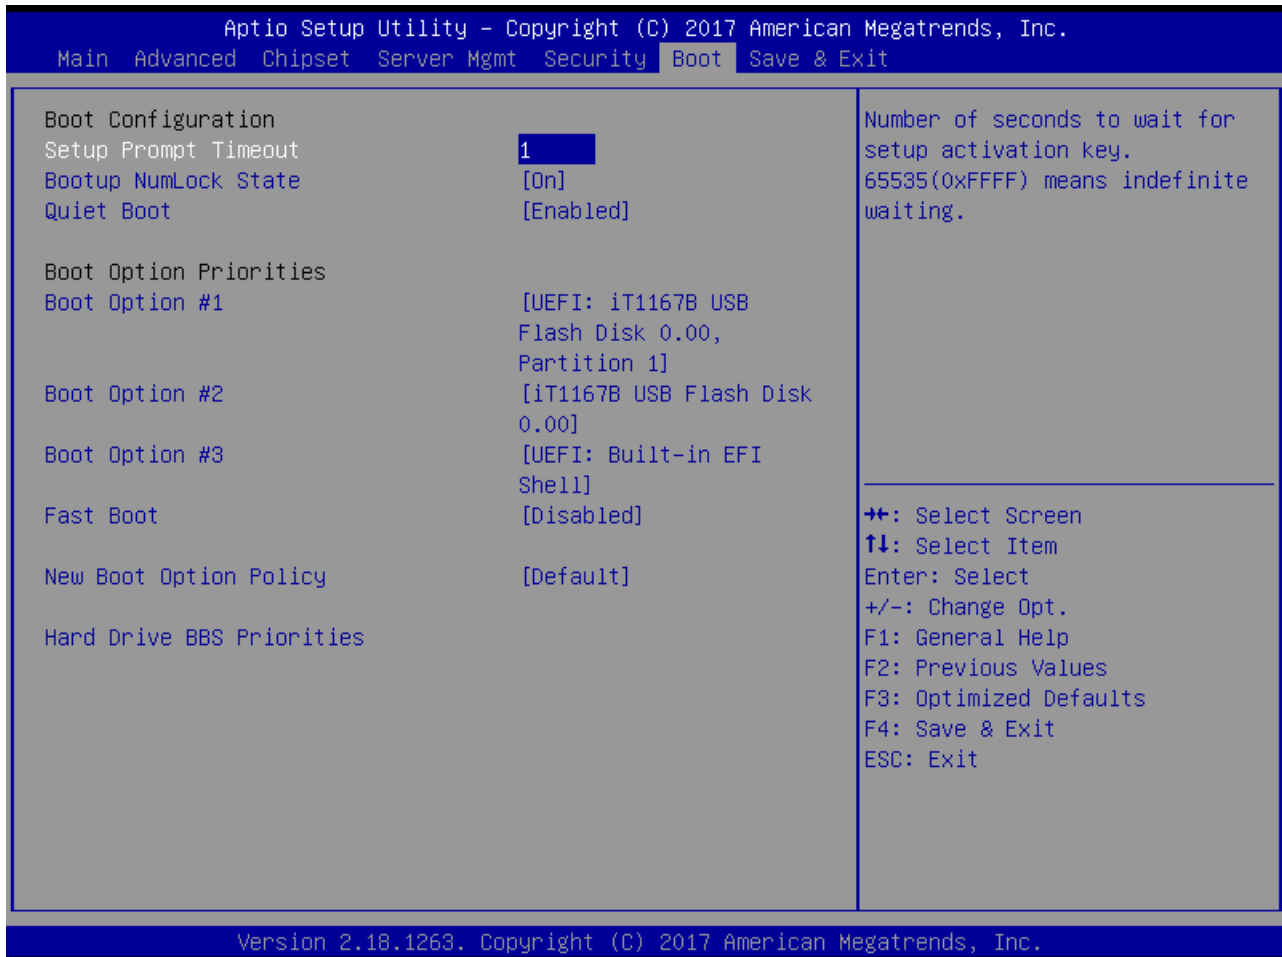 Aptio Setup Utility – Copyright (C) 2017 American Megatrends, Inc.
Main Advanced Chipset Server Mgmt Security Boot Save & Exit
Boot Configuration
Setup Prompt Timeout 1
Bootup NumLock State [On]
Quiet Boot [Enabled]
Boot Option Priorities
Boot Option #1 [UEFI: iT1167B USB
Flash Disk 0.00,
Partition 1]
Boot Option #2 [iT1167B USB Flash Disk
0.00]
Boot Option #3 [UEFI: Built-in EFI
Shell]
Fast Boot [Disabled]
New Boot Option Policy [Default]
Hard Drive BBS Priorities
Number of seconds to wait for
setup activation key.
65535(0xFFFF) means indefinite
waiting.
→←: Select Screen
↑↓: Select Item
Enter: Select
+/-: Change Opt.
F1: General Help
F2: Previous Values
F3: Optimized Defaults
F4: Save & Exit
ESC: Exit
Version 2.18.1263. Copyright (C) 2017 American Megatrends, Inc.